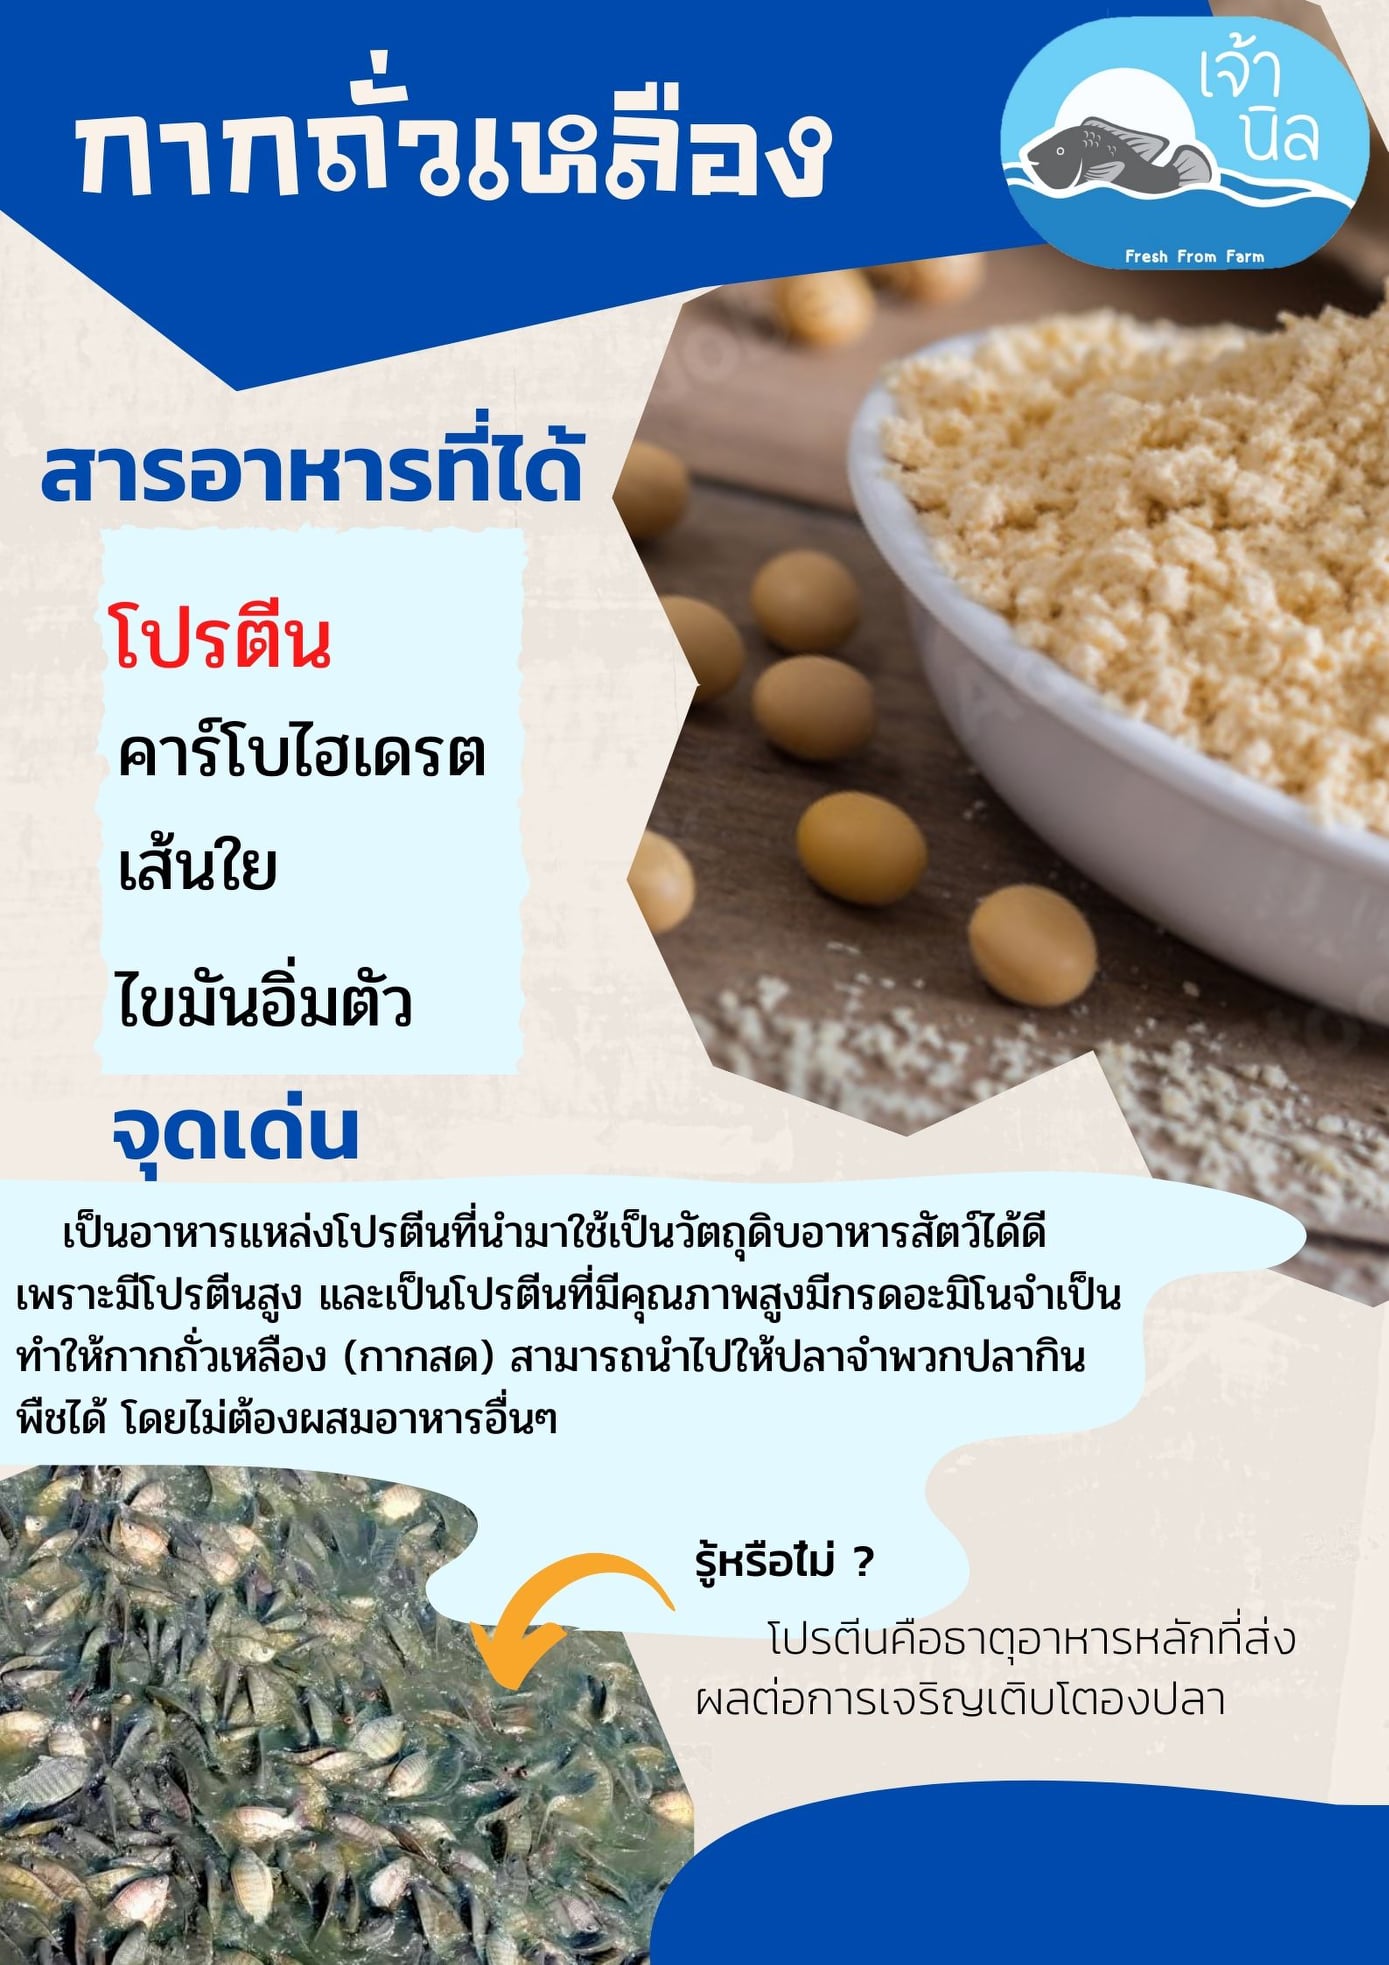 กากถั่วเหลือง
เจ้า
นิล
Fresh From Farm
สารอาหารที่ได้
โปรตีน
คาร์โบไฮเดรต
เส้นใย
ไขมันอิ่มตัว
จุดเด่น
เป็นอาหารแหล่งโปรตีนที่นำมาใช้เป็นวัตถุดิบอาหารสัตว์ได้ดี
เพราะมีโปรตีนสูง และเป็นโปรตีนที่มีคุณภาพสูงมีกรดอะมิโนจำเป็น
ทำให้กากถั่วเหลือง (กากสด) สามารถนำไปให้ปลาจำพวกปลากิน
พืชได้ โดยไม่ต้องผสมอาหารอื่นๆ
รู้หรือไม่ ?
โปรตีนคือธาตุอาหารหลักที่ส่ง
ผลต่อการเจริญเติบโตองปลา